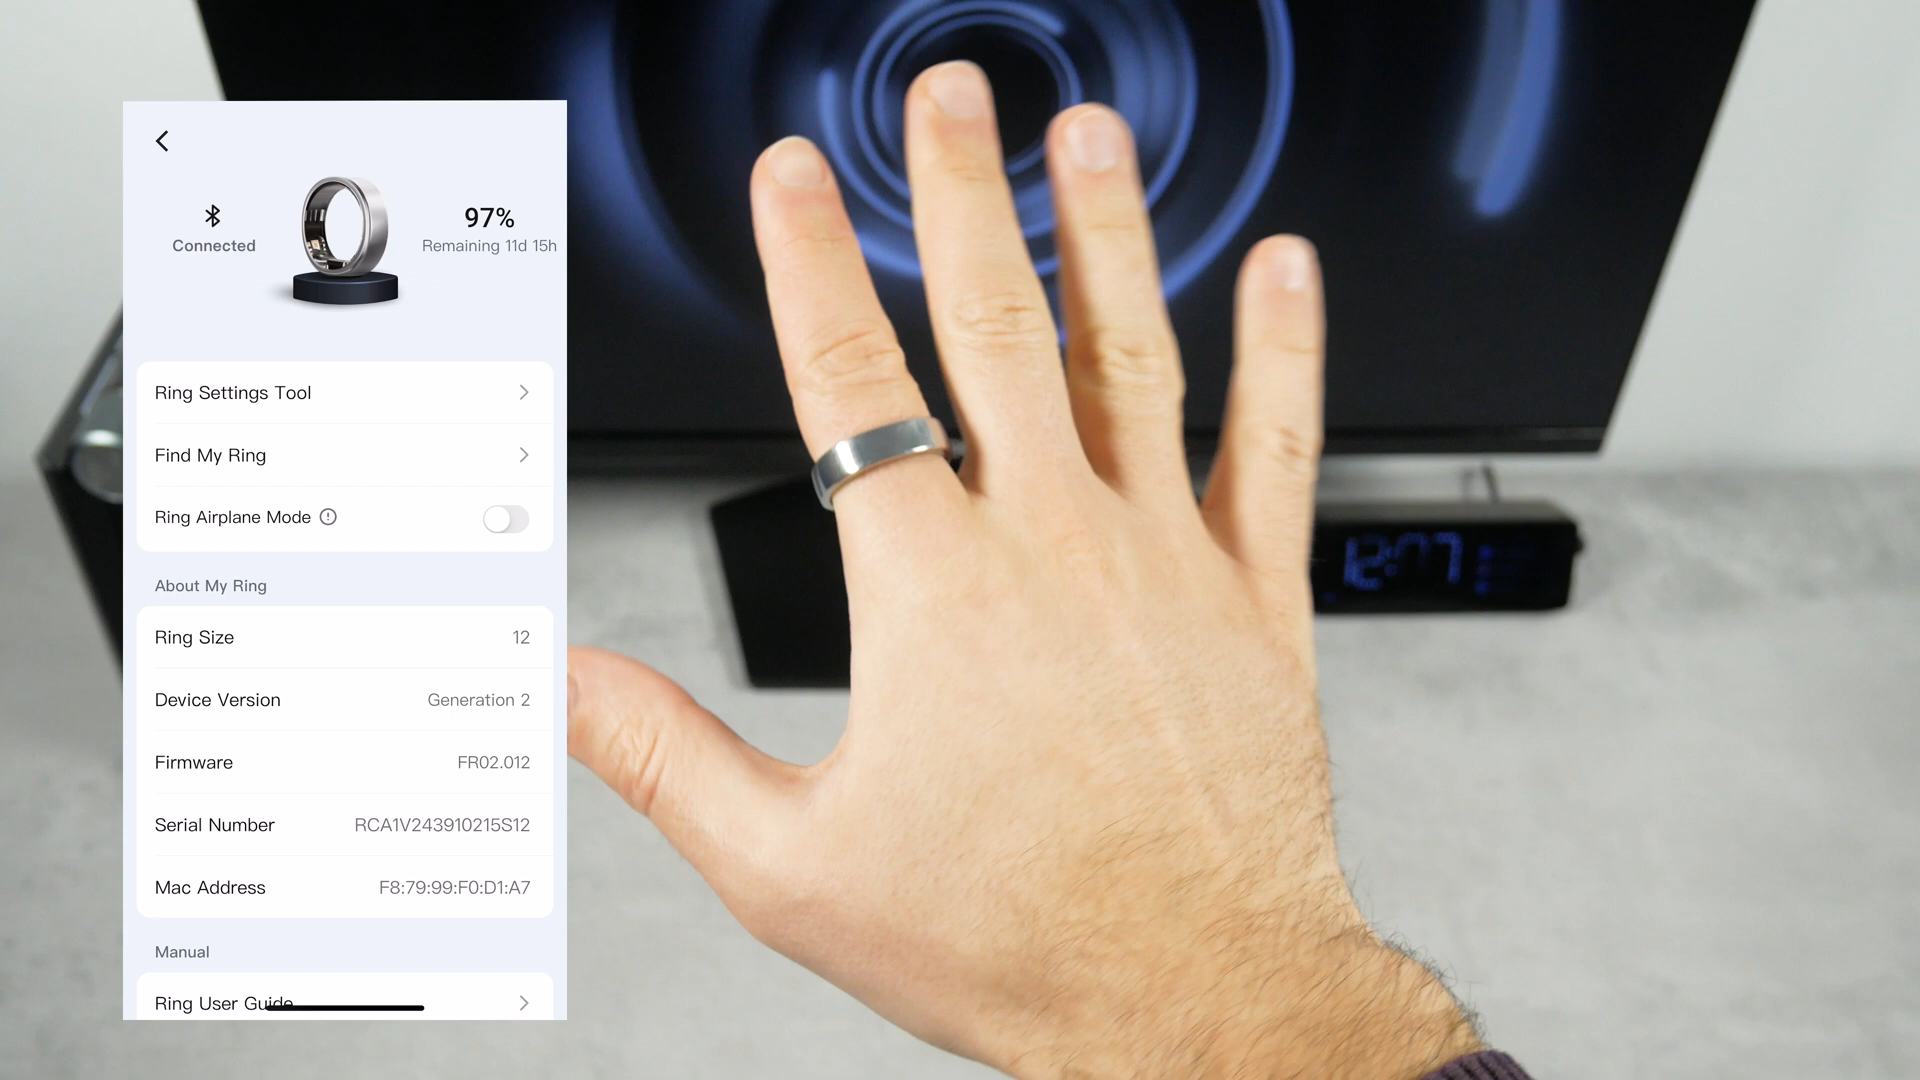 Connected
97%
Remaining 11d 15h
Ring Settings Tool
Find My Ring
Ring Airplane Mode
About My Ring
Ring Size 12
Device Version Generation 2
Firmware FR02.012
Serial Number RCA1V243910215S12
Mac Address F8:79:99:F0:D1:A7
Manual
Ring User Guide
12:07